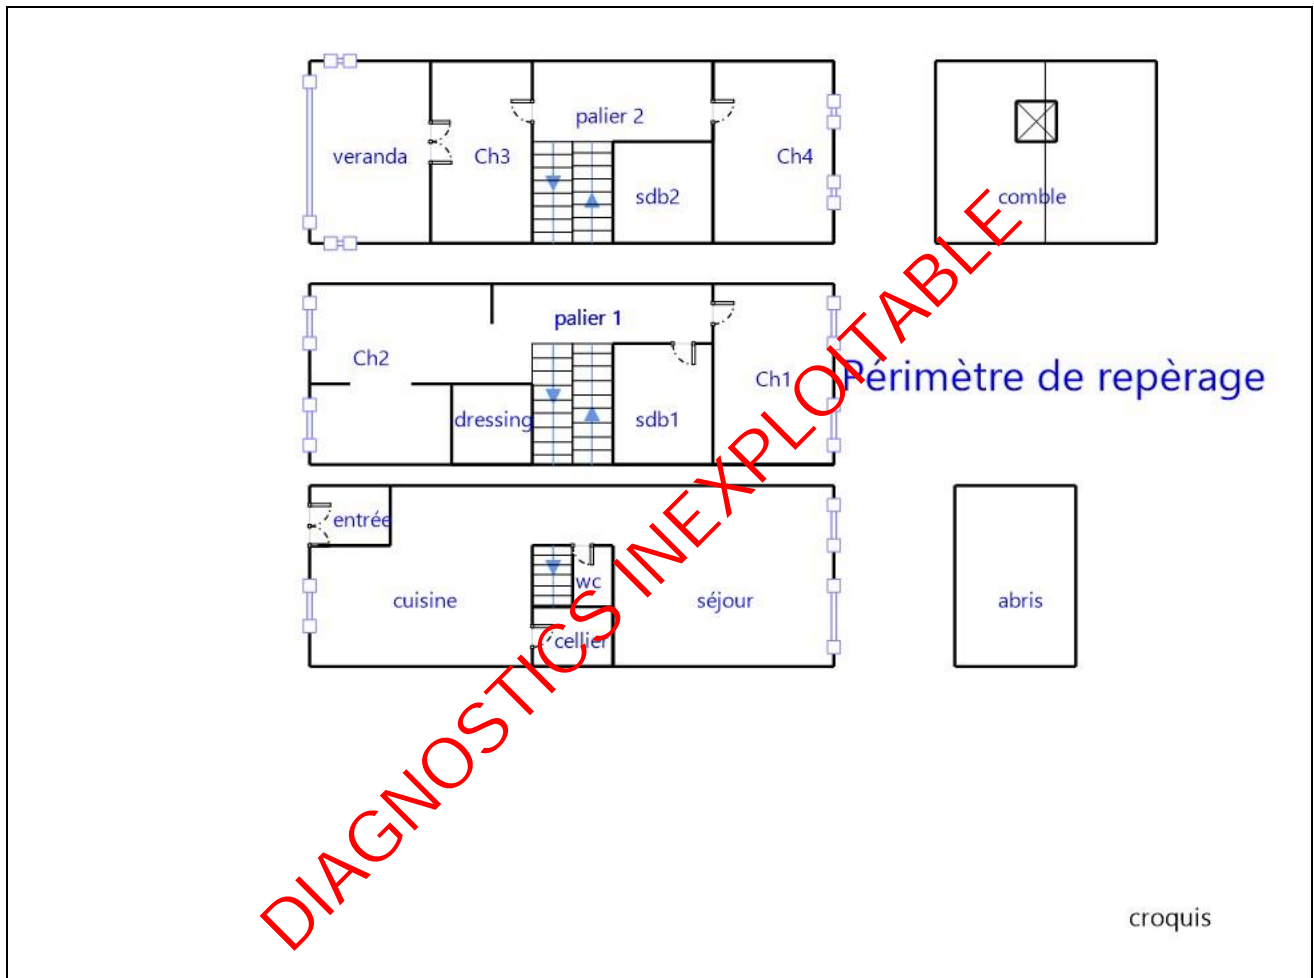 palier 2
veranda
Ch3
Ch4
sdb2
comble
palier 1
Ch2
Ch1
Périmètre de repèrage
dressing
sdb1
entrée
wc
cuisine
séjour
abris
cellier
DIAGNOSTICS INEXPLOITABLE
croquis